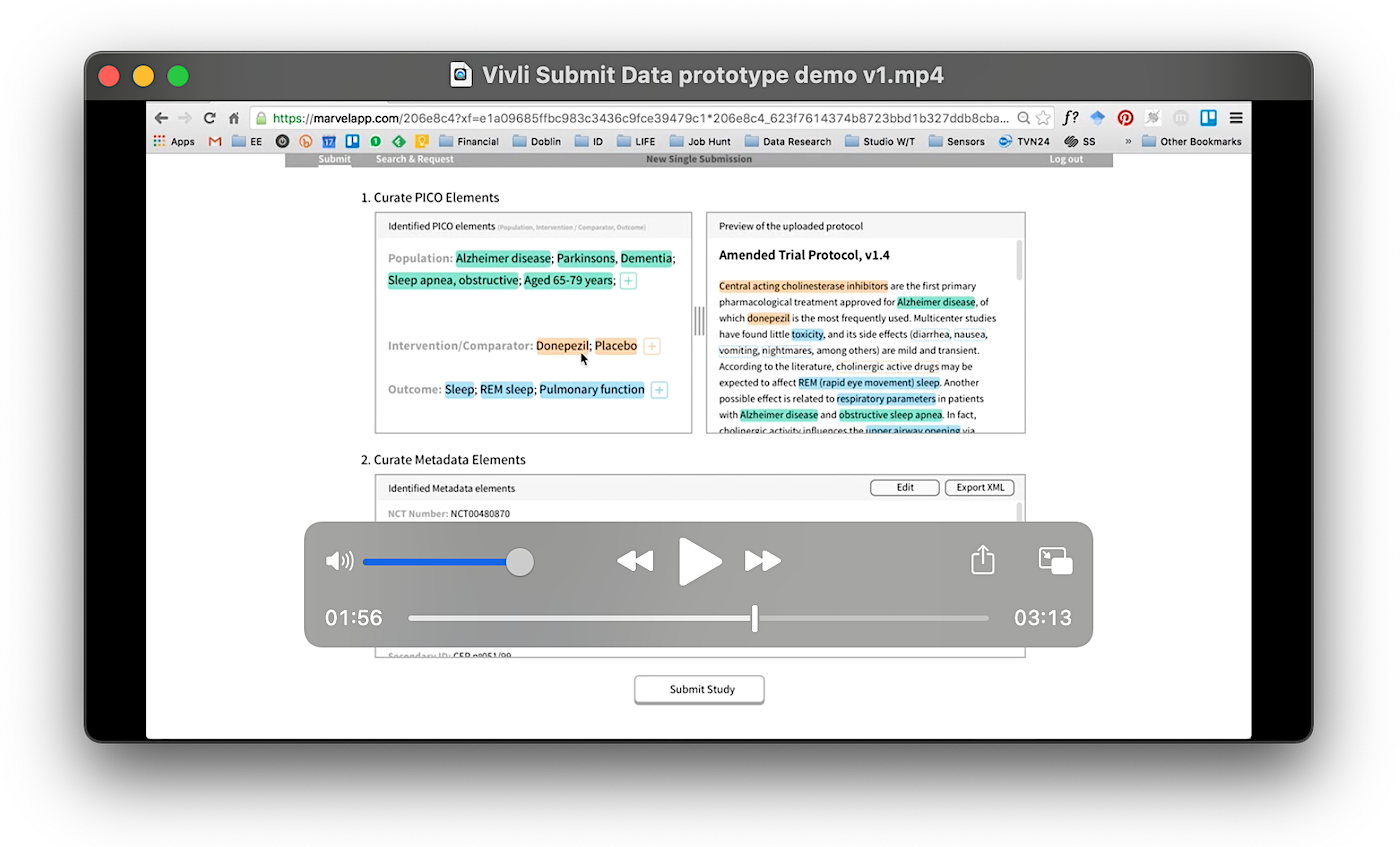 Vivli Submit Data prototype demo v1.mp4
https://marvelapp.com/206e8c4?xf=e1a09685ffbc983c3436c9fce39479c1*206e8c4_623f7614374b8723bbd1b327ddb8cba... f?
Apps EE 17 1 Financial Doblin ID LIFE Job Hunt Data Research Studio W/T Sensors TVN24 SS » Other Bookmarks
Submit Search & Request New Single Submission Log out
1. Curate PICO Elements
Identified PICO elements (Population, Intervention / Comparator, Outcome)
Population: Alzheimer disease; Parkinsons, Dementia;
Sleep apnea, obstructive; Aged 65-79 years; +
Intervention/Comparator: Donepezil; Placebo +
Outcome: Sleep; REM sleep; Pulmonary function +
Preview of the uploaded protocol
Amended Trial Protocol, v1.4
Central acting cholinesterase inhibitors are the first primary
pharmacological treatment approved for Alzheimer disease, of
which donepezil is the most frequently used. Multicenter studies
have found little toxicity, and its side effects (diarrhea, nausea,
vomiting, nightmares, among others) are mild and transient.
According to the literature, cholinergic active drugs may be
expected to affect REM (rapid eye movement) sleep. Another
possible effect is related to respiratory parameters in patients
with Alzheimer disease and obstructive sleep apnea. In fact,
cholinergic activity influences the upper airway opening via
2. Curate Metadata Elements
Identified Metadata elements Edit Export XML
NCT Number: NCT00480870
01:56 03:13
Secondary ID: CEP nº051/99
Submit Study